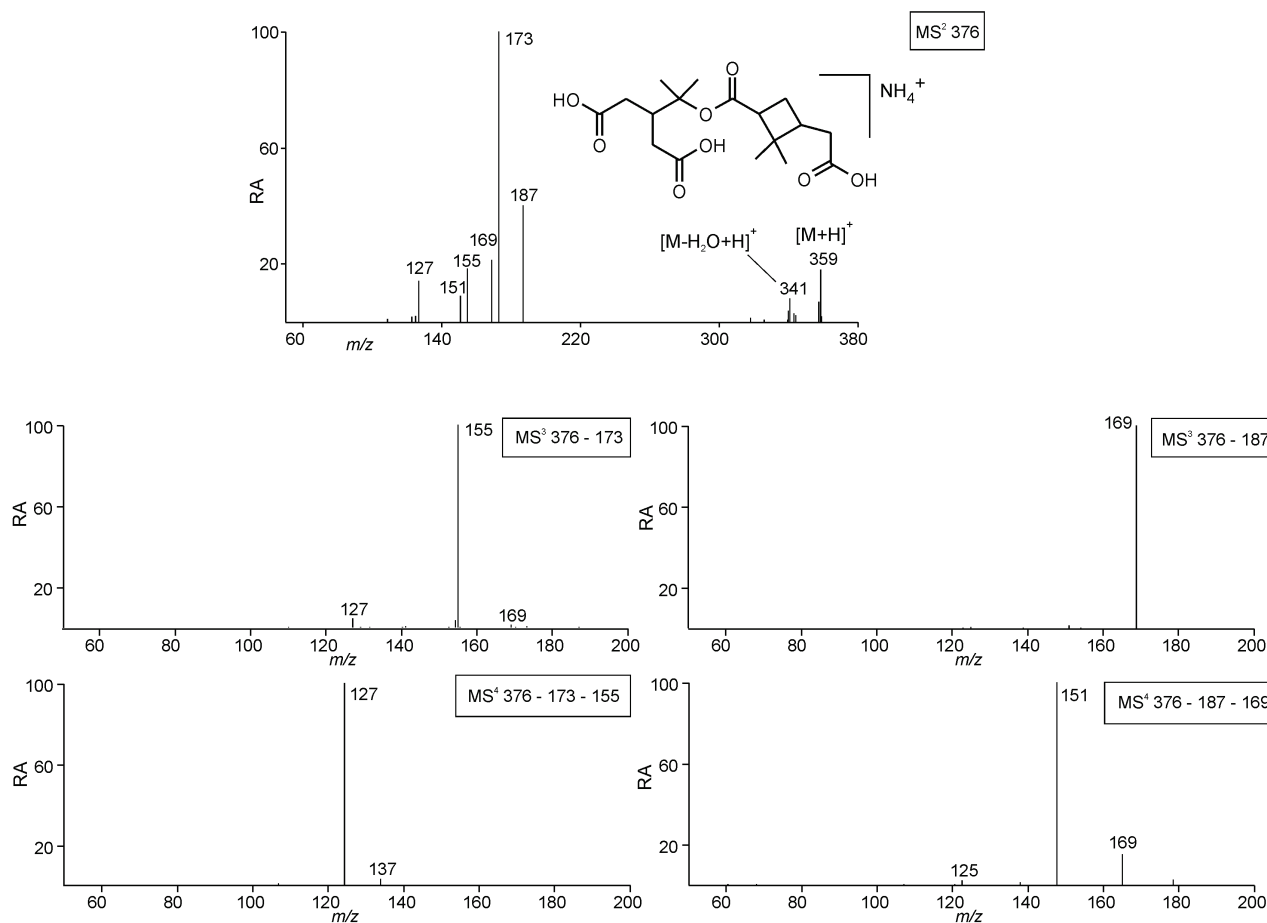 MS² 376
100
60
20
RA
173
187
169
155
151
127
[M-H₂O+H]⁺
[M+H]⁺
341
359
HO
O
O
OH
O
O
O
OH
NH₄⁺
60
140
220
300
380
m/z
MS³ 376 - 173
100
60
20
RA
155
127
169
60
80
100
120
140
160
180
200
m/z
MS³ 376 - 187
100
60
20
RA
169
60
80
100
120
140
160
180
200
m/z
MS⁴ 376 - 173 - 155
100
60
20
RA
127
137
60
80
100
120
140
160
180
200
m/z
MS⁴ 376 - 187 - 169
100
60
20
RA
151
169
125
60
80
100
120
140
160
180
200
m/z